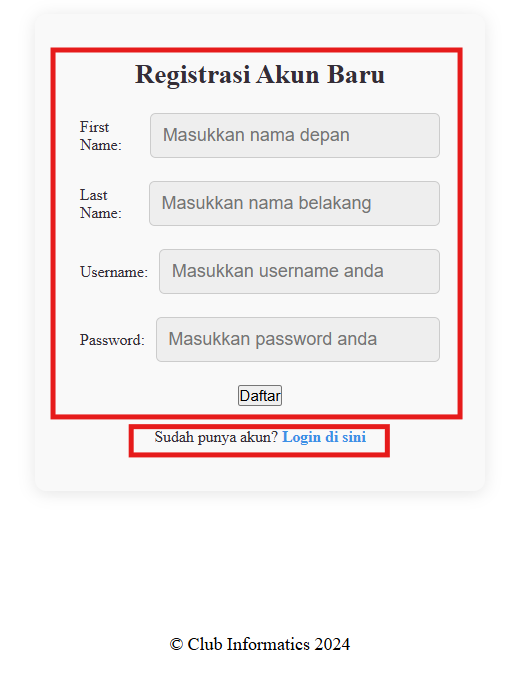 Registrasi Akun Baru
First
Name:
Masukkan nama depan
Last
Name:
Masukkan nama belakang
Username:
Masukkan username anda
Password:
Masukkan password anda
Daftar
Sudah punya akun? Login di sini
© Club Informatics 2024